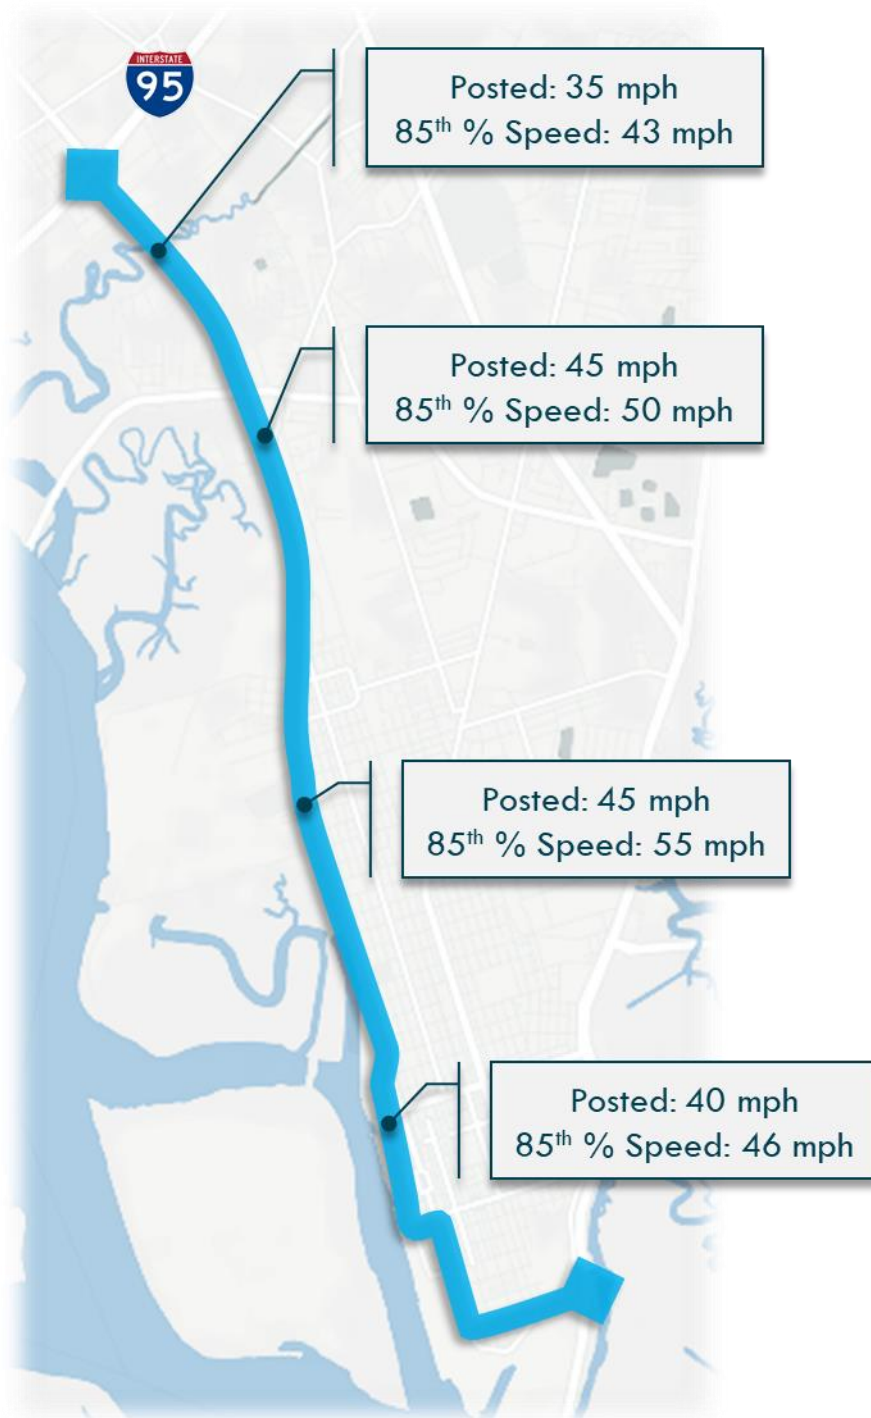 INTERSTATE
95
Posted: 35 mph
85th % Speed: 43 mph
Posted: 45 mph
85th % Speed: 50 mph
Posted: 45 mph
85th % Speed: 55 mph
Posted: 40 mph
85th % Speed: 46 mph